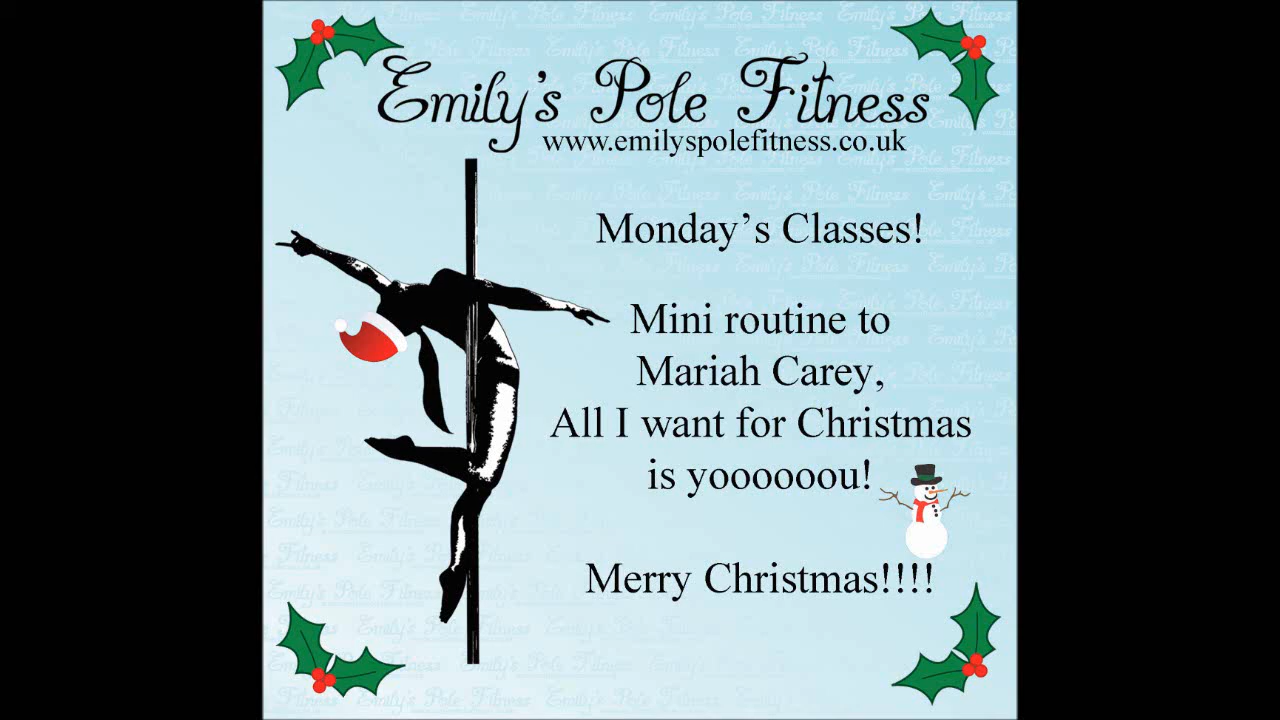 Emily's Pole Fitness
www.emilyspolefitness.co.uk
Monday's Classes!
Mini routine to
Mariah Carey,
All I want for Christmas
is yoooooou!
Merry Christmas!!!!